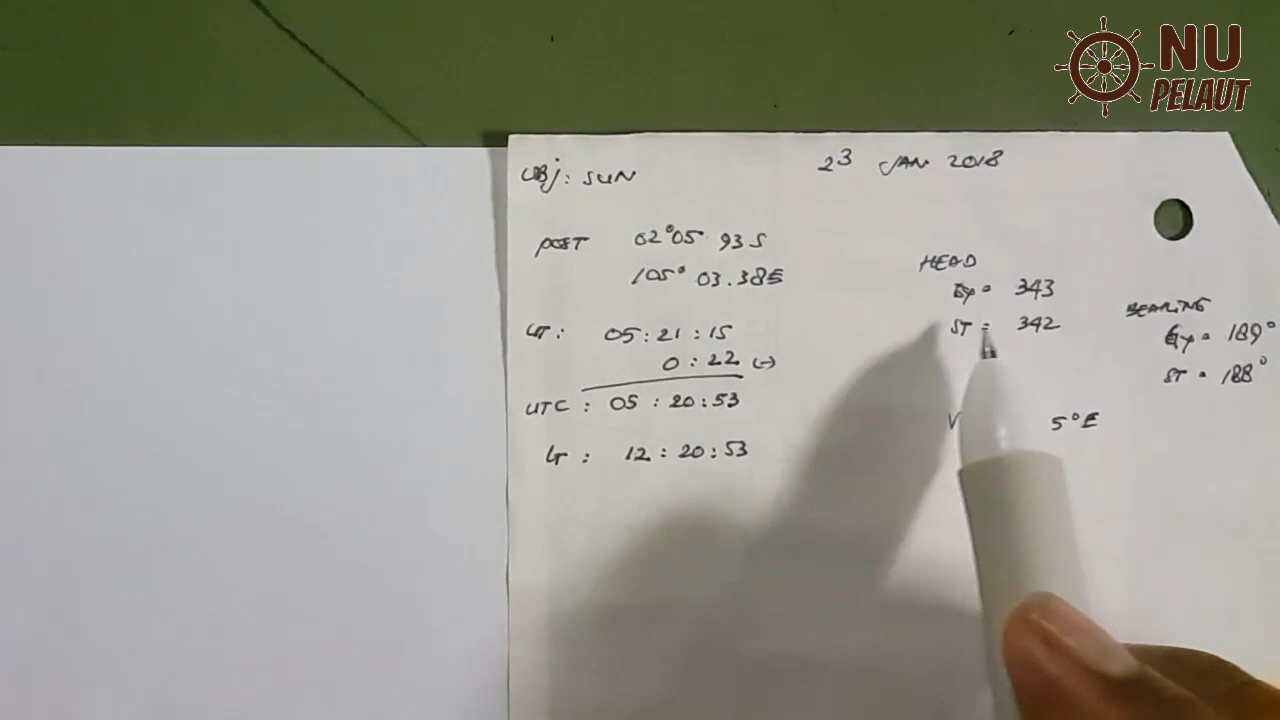 NU
PELAUT
OBJ: SUN
23 JAN 2018
POST 02°05.93 S
105° 03.38 E
UT: 05:21:15
0:22 (-)
UTC: 05:20:53
LT: 12:20:53
HEAD
Gy = 343
ST = 342
BEARING
Gy = 189°
ST = 188°
V 5°E